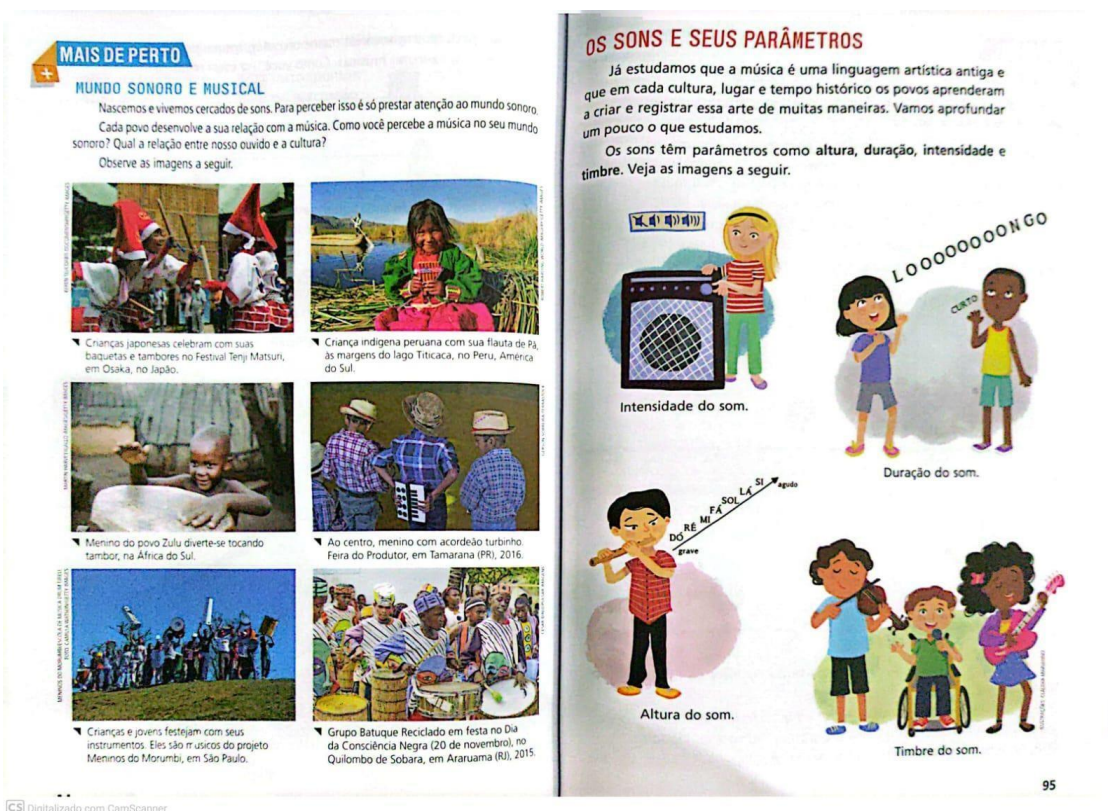 MAIS DE PERTO
+
MUNDO SONORO E MUSICAL
Nascemos e vivemos cercados de sons. Para perceber isso é só prestar atenção ao mundo sonoro.
Cada povo desenvolve a sua relação com a música. Como você percebe a música no seu mundo
sonoro? Qual a relação entre nosso ouvido e a cultura?
Observe as imagens a seguir.
Crianças japonesas celebram com suas
baquetas e tambores no Festival Tenji Matsuri,
em Osaka, no Japão.
Criança indígena peruana com sua flauta de Pã,
às margens do lago Titicaca, no Peru, América
do Sul.
Menino do povo Zulu diverte-se tocando
tambor, na África do Sul.
Ao centro, menino com acordeão turbinho.
Feira do Produtor, em Tamarana (PR), 2016.
Crianças e jovens festejam com seus
instrumentos. Eles são músicos do projeto
Meninos do Morumbi, em São Paulo.
Grupo Batuque Reciclado em festa no Dia
da Consciência Negra (20 de novembro), no
Quilombo de Sobara, em Araruama (RJ), 2015.
CS Digitalizado com CamScanner
OS SONS E SEUS PARÂMETROS
Já estudamos que a música é uma linguagem artística antiga e
que em cada cultura, lugar e tempo histórico os povos aprenderam
a criar e registrar essa arte de muitas maneiras. Vamos aprofundar
um pouco o que estudamos.
Os sons têm parâmetros como altura, duração, intensidade e
timbre. Veja as imagens a seguir.
Intensidade do som.
LOOOOOOOONGO
CURTO
Duração do som.
DÓ
RÉ
MI
FÁ
SOL
LÁ
SI
agudo
grave
Altura do som.
Timbre do som.
95